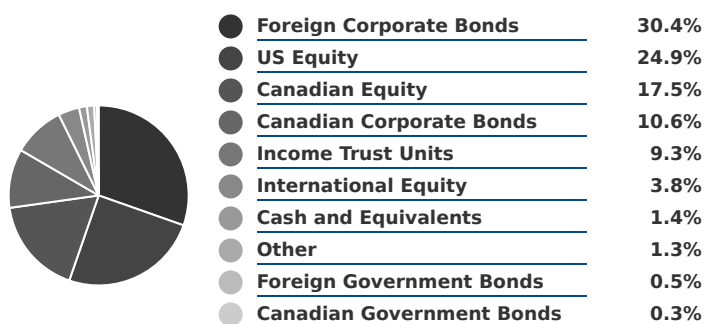 Foreign Corporate Bonds 30.4%
US Equity 24.9%
Canadian Equity 17.5%
Canadian Corporate Bonds 10.6%
Income Trust Units 9.3%
International Equity 3.8%
Cash and Equivalents 1.4%
Other 1.3%
Foreign Government Bonds 0.5%
Canadian Government Bonds 0.3%